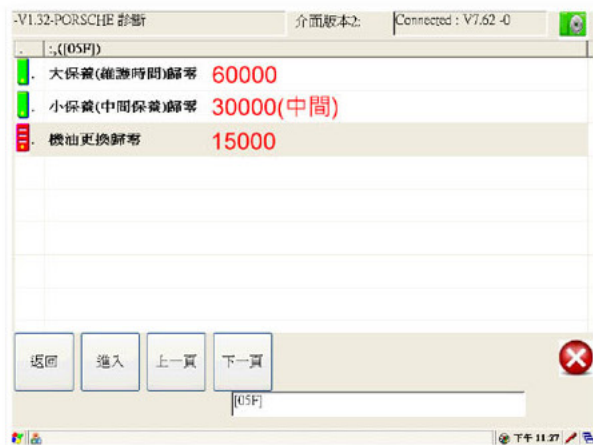 -V1.32-PORSCHE 診斷 介面版本2: Connected : V7.62 -0
. :,([05F])
. 大保養(維護時間)歸零 60000
. 小保養(中間保養)歸零 30000(中間)
. 機油更換歸零 15000
返回 進入 上一頁 下一頁
[05F]
下午 11:27